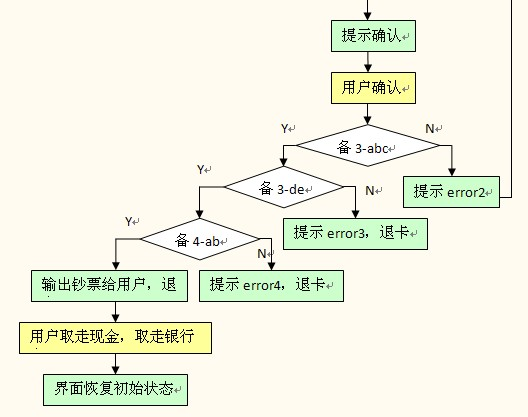 提示确认
用户确认
备 3-abc
Y
N
提示 error2
备 3-de
Y
N
提示 error3，退卡
备 4-ab
Y
N
提示 error4，退卡
输出钞票给用户，退
用户取走现金，取走银行
界面恢复初始状态